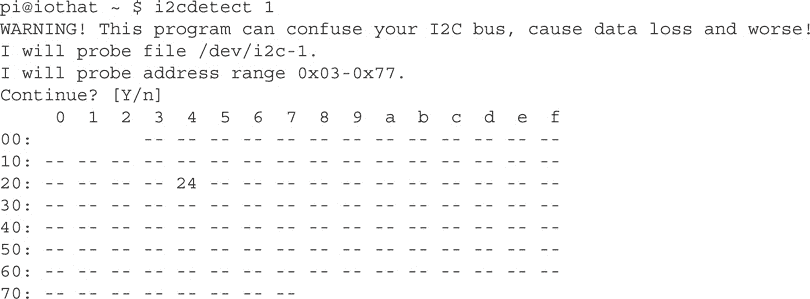 pi@iothat ~ $ i2cdetect 1
WARNING! This program can confuse your I2C bus, cause data loss and worse!
I will probe file /dev/i2c-1.
I will probe address range 0x03-0x77.
Continue? [Y/n]
     0  1  2  3  4  5  6  7  8  9  a  b  c  d  e  f
00:          -- -- -- -- -- -- -- -- -- -- -- -- --
10: -- -- -- -- -- -- -- -- -- -- -- -- -- -- -- --
20: -- -- -- -- 24 -- -- -- -- -- -- -- -- -- -- --
30: -- -- -- -- -- -- -- -- -- -- -- -- -- -- -- --
40: -- -- -- -- -- -- -- -- -- -- -- -- -- -- -- --
50: -- -- -- -- -- -- -- -- -- -- -- -- -- -- -- --
60: -- -- -- -- -- -- -- -- -- -- -- -- -- -- -- --
70: -- -- -- -- -- -- -- --